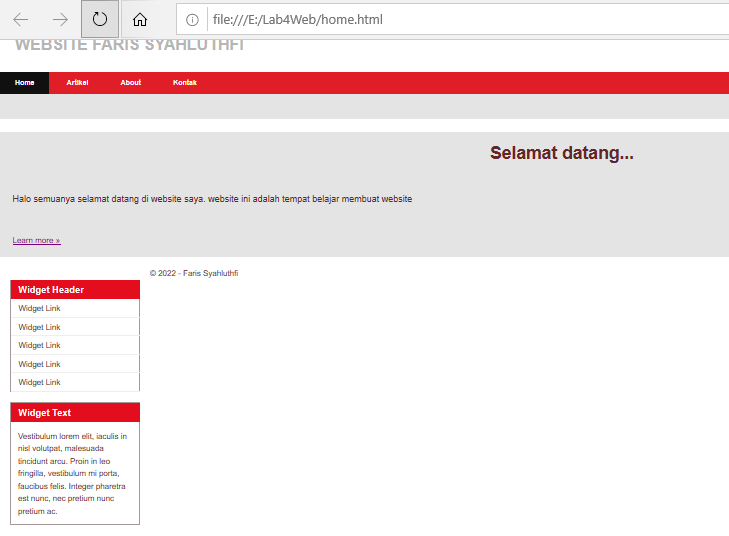 file:///E:/Lab4Web/home.html
WEBSITE FARIS SYAHLUTHFI
Home Artikel About Kontak
Selamat datang...
Halo semuanya selamat datang di website saya. website ini adalah tempat belajar membuat website
Learn more »
© 2022 - Faris Syahluthfi
Widget Header
Widget Link
Widget Link
Widget Link
Widget Link
Widget Link
Widget Text
Vestibulum lorem elit, iaculis in
nisl volutpat, malesuada
tincidunt arcu. Proin in leo
fringilla, vestibulum mi porta,
faucibus felis. Integer pharetra
est nunc, nec pretium nunc
pretium ac.